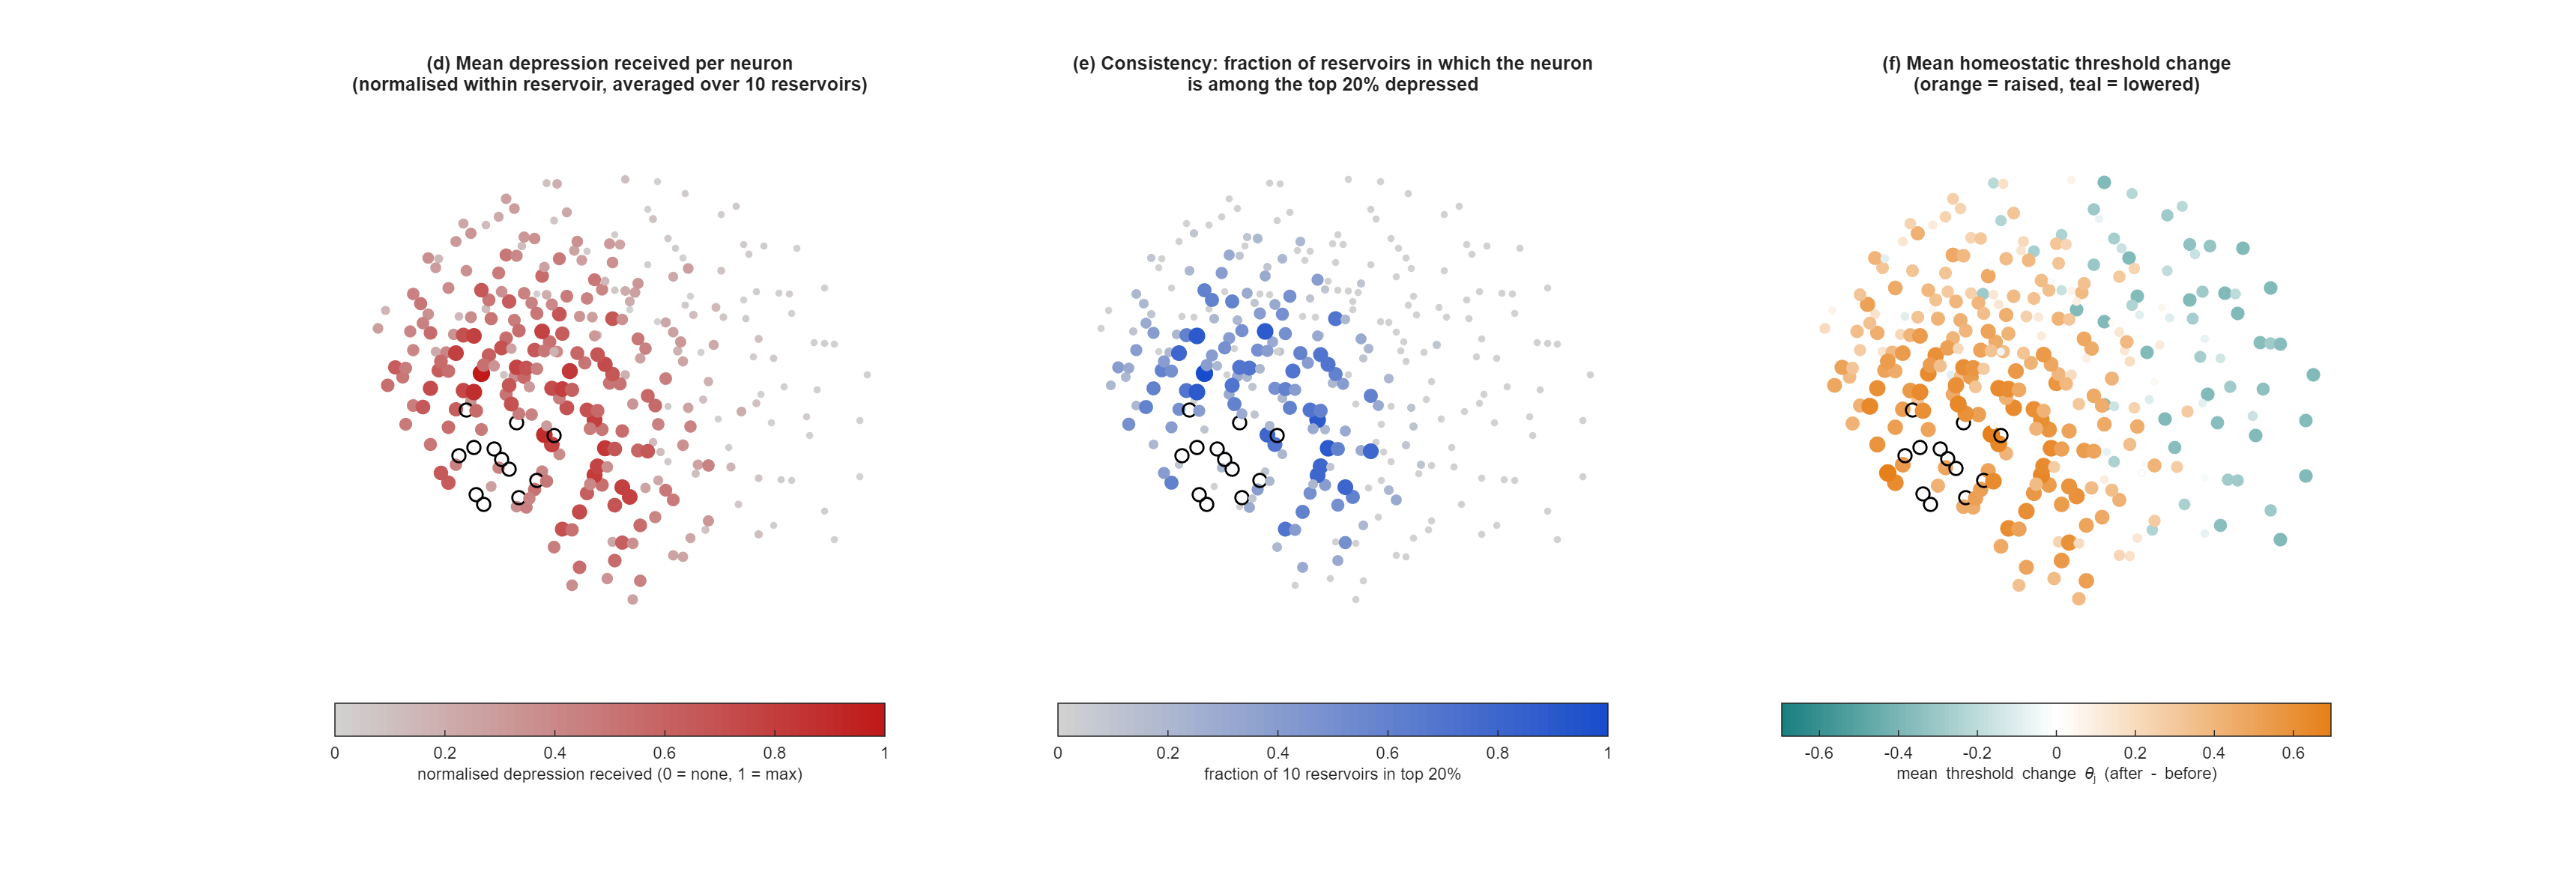 (d) Mean depression received per neuron
(normalised within reservoir, averaged over 10 reservoirs)
(e) Consistency: fraction of reservoirs in which the neuron
is among the top 20% depressed
(f) Mean homeostatic threshold change
(orange = raised, teal = lowered)
0 0.2 0.4 0.6 0.8 1
normalised depression received (0 = none, 1 = max)
0 0.2 0.4 0.6 0.8 1
fraction of 10 reservoirs in top 20%
-0.6 -0.4 -0.2 0 0.2 0.4 0.6
mean threshold change θj (after - before)